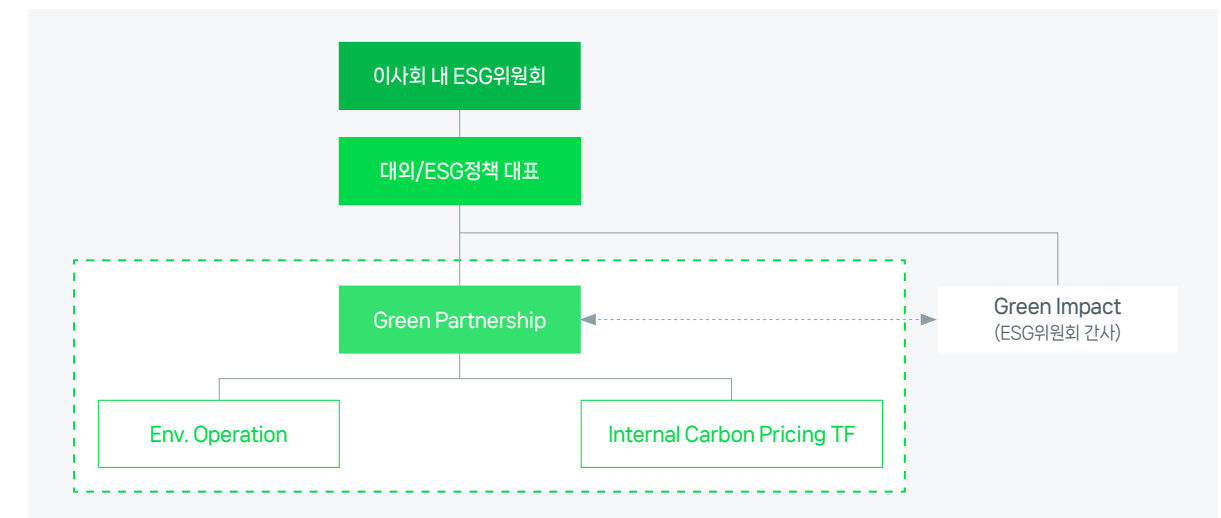 이사회 내 ESG위원회
대외/ESG정책 대표
Green Partnership
Green Impact
(ESG위원회 간사)
Env. Operation
Internal Carbon Pricing TF